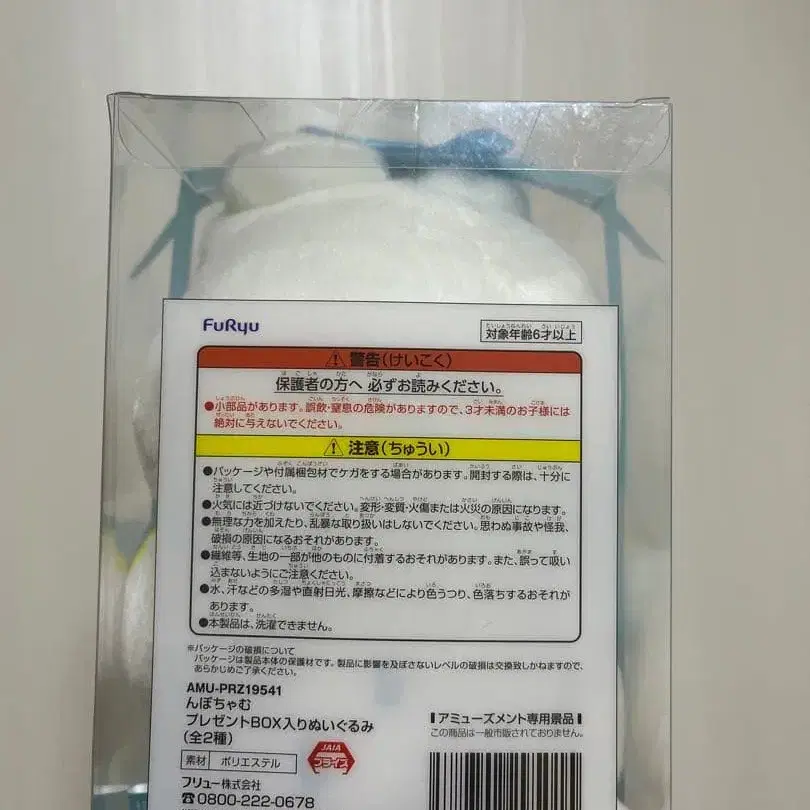 FuRyu
対象年齢6才以上
警告(けいこく)
保護者の方へ 必ずお読みください。
●小部品があります。誤飲・窒息の危険がありますので、3才未満のお子様には
絶対に与えないでください。
注意(ちゅうい)
●パッケージや付属梱包材でケガをする場合があります。開封する際は、十分に
注意してください。
●火気には近づけないでください。変形・変質・火傷または火災の原因になります。
●無理な力を加えたり、乱暴な取り扱いはしないでください。思わぬ事故や怪我、
破損の原因になるおそれがあります。
●繊維等、生地の一部が他のものに付着するおそれがあります。また、誤って吸い
込まないようにご注意ください。
●水、汗などの多湿や直射日光、摩擦などにより色うつり、色落ちするおそれが
あります。
●本製品は、洗濯できません。
※パッケージの破損について
パッケージは製品本体の保護材です。製品に影響を及ぼさないレベルの破損は交換致しかねますので、
あらかじめご了承ください。
AMU-PRZ19541
んぽちゃむ
プレゼントBOX入りぬいぐるみ
(全2種)
素材 ポリエステル
JAIA
プライズ
フリュー株式会社
☎0800-222-0678
アミューズメント専用景品
この商品は一般市販されておりません。